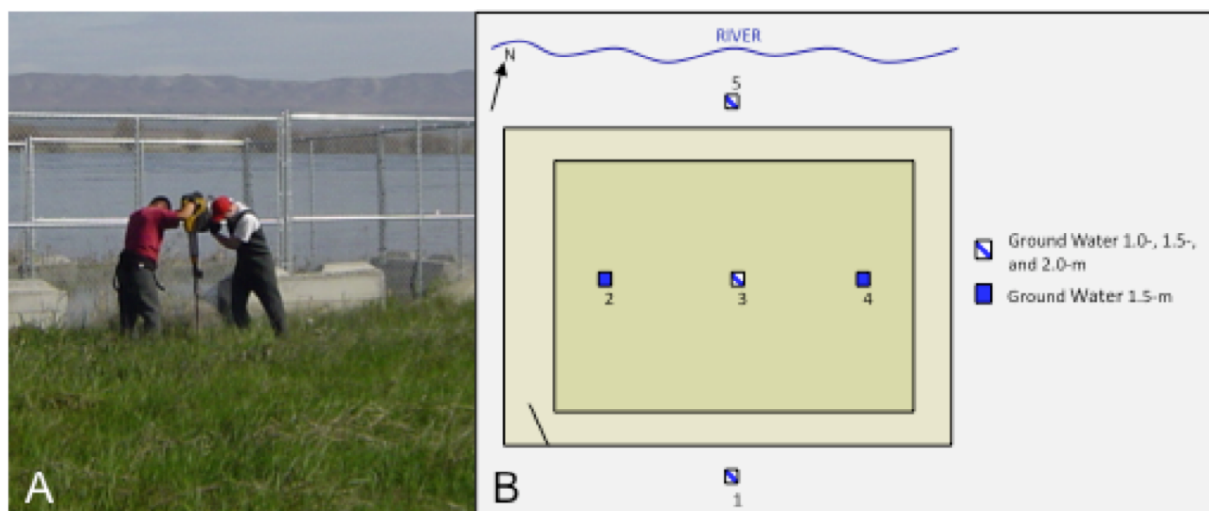 A
RIVER
N
5
2
3
4
1
B
Ground Water 1.0-, 1.5-,
and 2.0-m
Ground Water 1.5-m